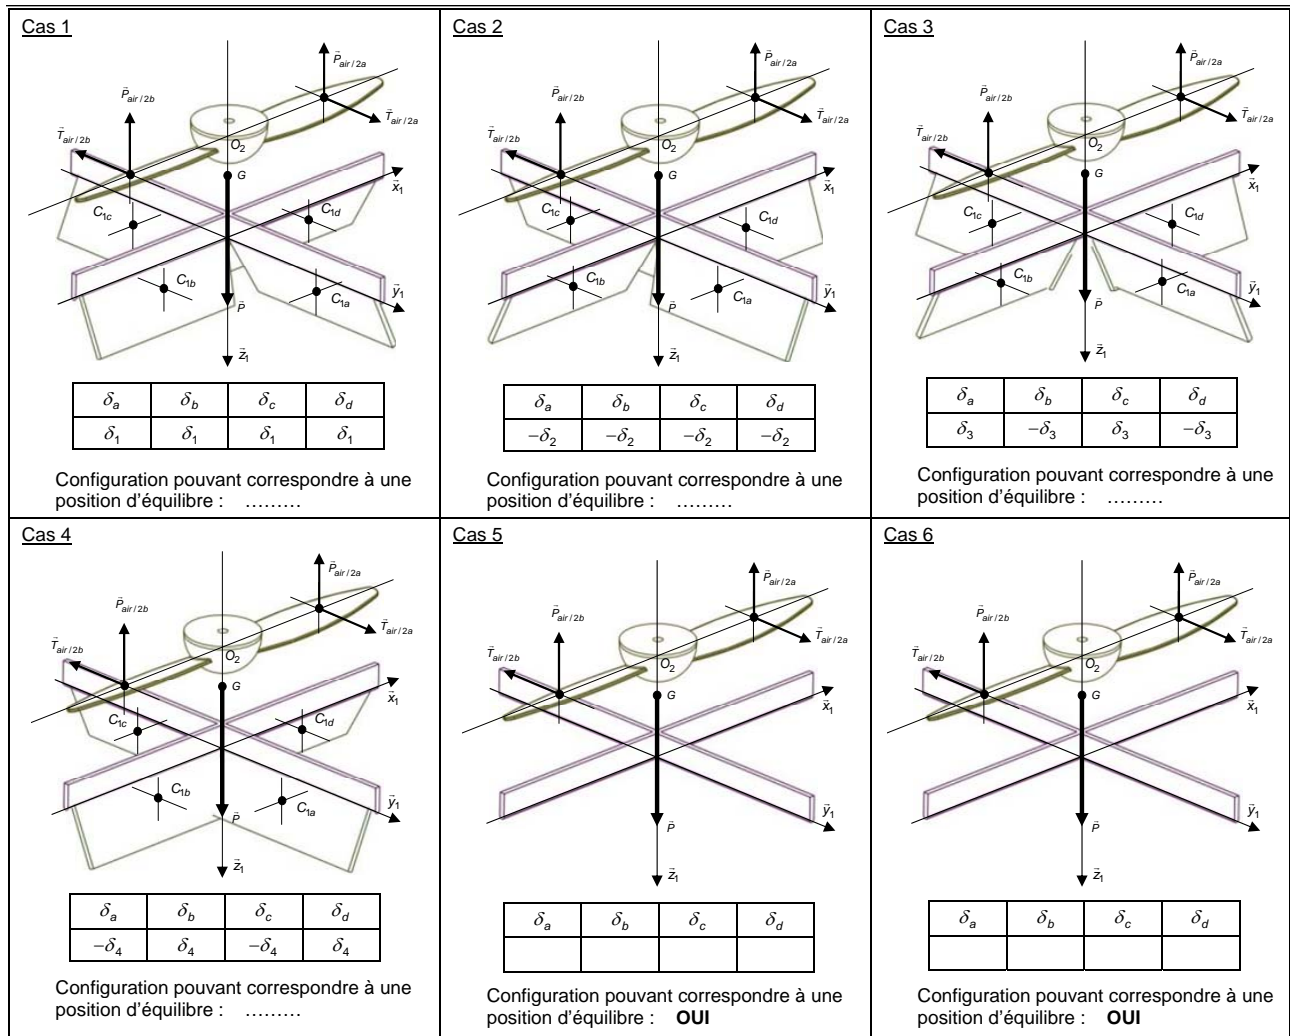 Cas 1
P⃗air/2a
P⃗air/2b
T⃗air/2b
T⃗air/2a
O2
G
x⃗1
C1c
C1d
C1b
C1a
y⃗1
P⃗
z⃗1
δa δb δc δd
δ1 δ1 δ1 δ1
Configuration pouvant correspondre à une
position d'équilibre : .........
Cas 2
P⃗air/2a
P⃗air/2b
T⃗air/2b
T⃗air/2a
O2
G
x⃗1
C1c
C1d
C1b
C1a
y⃗1
P⃗
z⃗1
δa δb δc δd
−δ2 −δ2 −δ2 −δ2
Configuration pouvant correspondre à une
position d'équilibre : .........
Cas 3
P⃗air/2a
P⃗air/2b
T⃗air/2b
T⃗air/2a
O2
G
x⃗1
C1c
C1d
C1b
C1a
y⃗1
P⃗
z⃗1
δa δb δc δd
δ3 −δ3 δ3 −δ3
Configuration pouvant correspondre à une
position d'équilibre : .........
Cas 4
P⃗air/2a
P⃗air/2b
T⃗air/2b
T⃗air/2a
O2
G
x⃗1
C1c
C1d
C1b
C1a
y⃗1
P⃗
z⃗1
δa δb δc δd
−δ4 δ4 −δ4 δ4
Configuration pouvant correspondre à une
position d'équilibre : .........
Cas 5
P⃗air/2a
P⃗air/2b
T⃗air/2b
T⃗air/2a
O2
G
x⃗1
y⃗1
P⃗
z⃗1
δa δb δc δd
Configuration pouvant correspondre à une
position d'équilibre : OUI
Cas 6
P⃗air/2a
P⃗air/2b
T⃗air/2b
T⃗air/2a
O2
G
x⃗1
y⃗1
P⃗
z⃗1
δa δb δc δd
Configuration pouvant correspondre à une
position d'équilibre : OUI